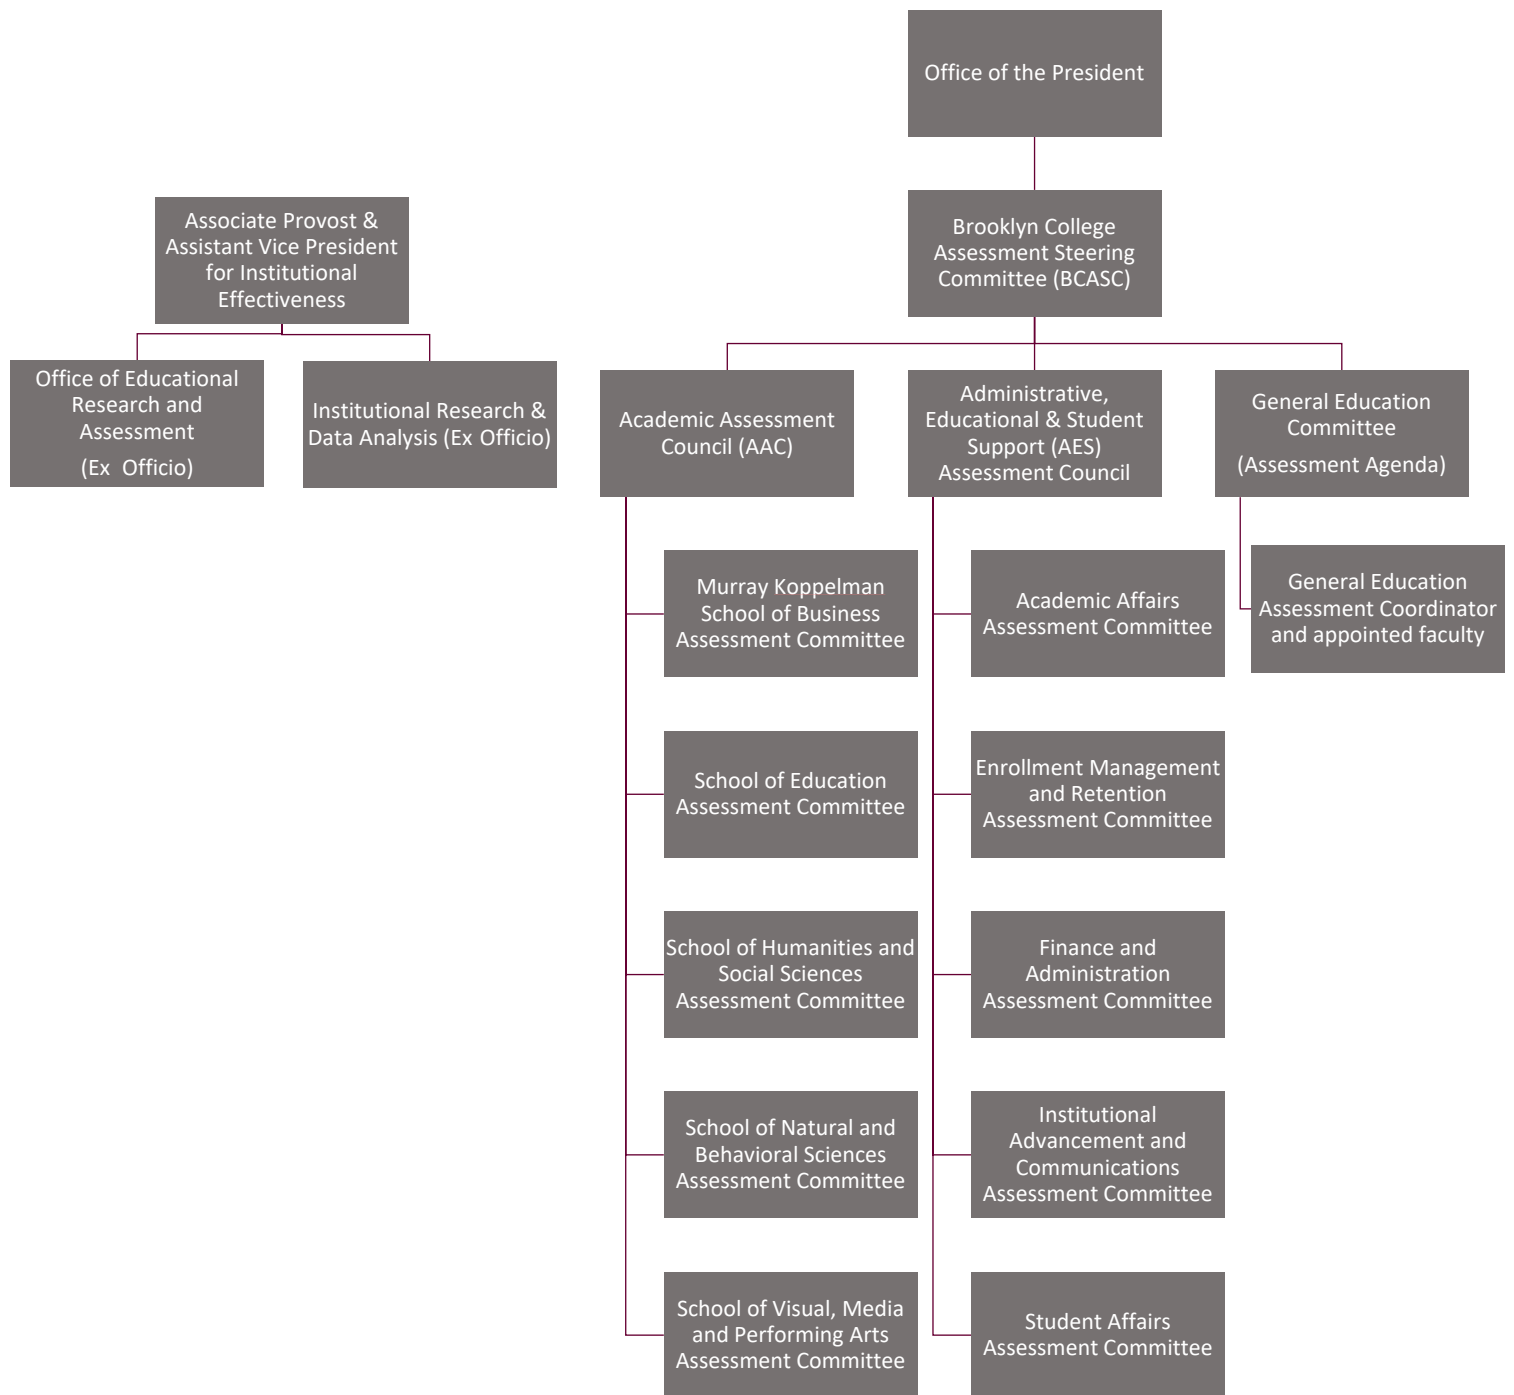 Office of the President
Associate Provost &
Assistant Vice President
for Institutional
Effectiveness
Brooklyn College
Assessment Steering
Committee (BCASC)
Office of Educational
Research and
Assessment
(Ex Officio)
Institutional Research &
Data Analysis (Ex Officio)
Academic Assessment
Council (AAC)
Administrative,
Educational & Student
Support (AES)
Assessment Council
General Education
Committee
(Assessment Agenda)
Murray Koppelman
School of Business
Assessment Committee
Academic Affairs
Assessment Committee
General Education
Assessment Coordinator
and appointed faculty
School of Education
Assessment Committee
Enrollment Management
and Retention
Assessment Committee
School of Humanities and
Social Sciences
Assessment Committee
Finance and
Administration
Assessment Committee
School of Natural and
Behavioral Sciences
Assessment Committee
Institutional
Advancement and
Communications
Assessment Committee
School of Visual, Media
and Performing Arts
Assessment Committee
Student Affairs
Assessment Committee